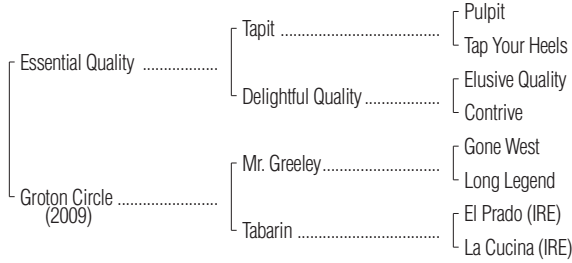 Pulpit
Tapit ....................................
Tap Your Heels
Essential Quality .................
Elusive Quality
Delightful Quality .................
Contrive
Gone West
Mr. Greeley...........................
Long Legend
Groton Circle .......................
(2009)
El Prado (IRE)
Tabarin .................................
La Cucina (IRE)